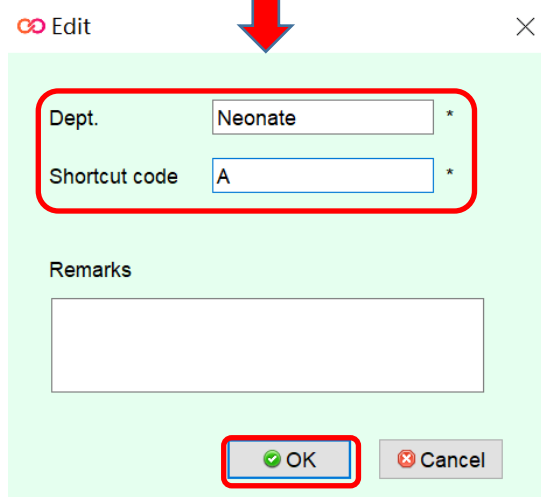 Edit
Dept. Neonate *
Shortcut code A *
Remarks
OK Cancel